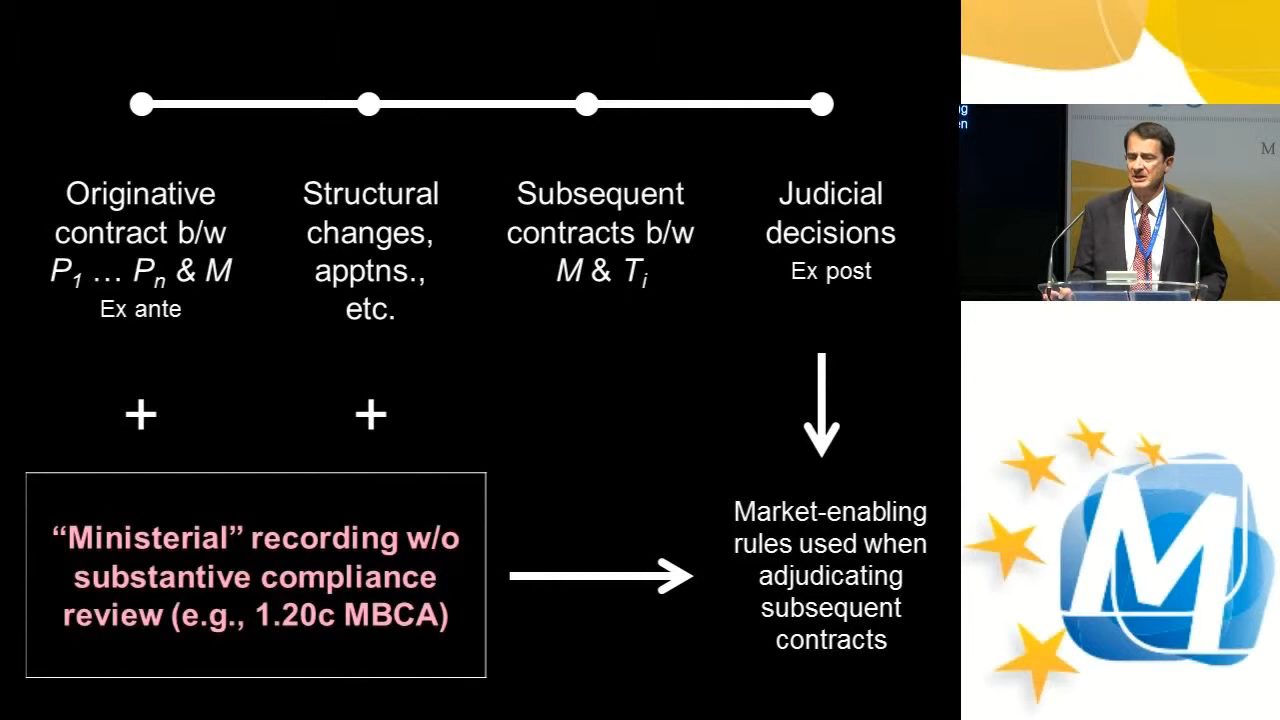 Originative
contract b/w
P1 … Pn & M
Ex ante
Structural
changes,
apptns.,
etc.
Subsequent
contracts b/w
M & Ti
Judicial
decisions
Ex post
+
+
“Ministerial” recording w/o
substantive compliance
review (e.g., 1.20c MBCA)
Market-enabling
rules used when
adjudicating
subsequent
contracts
M
M